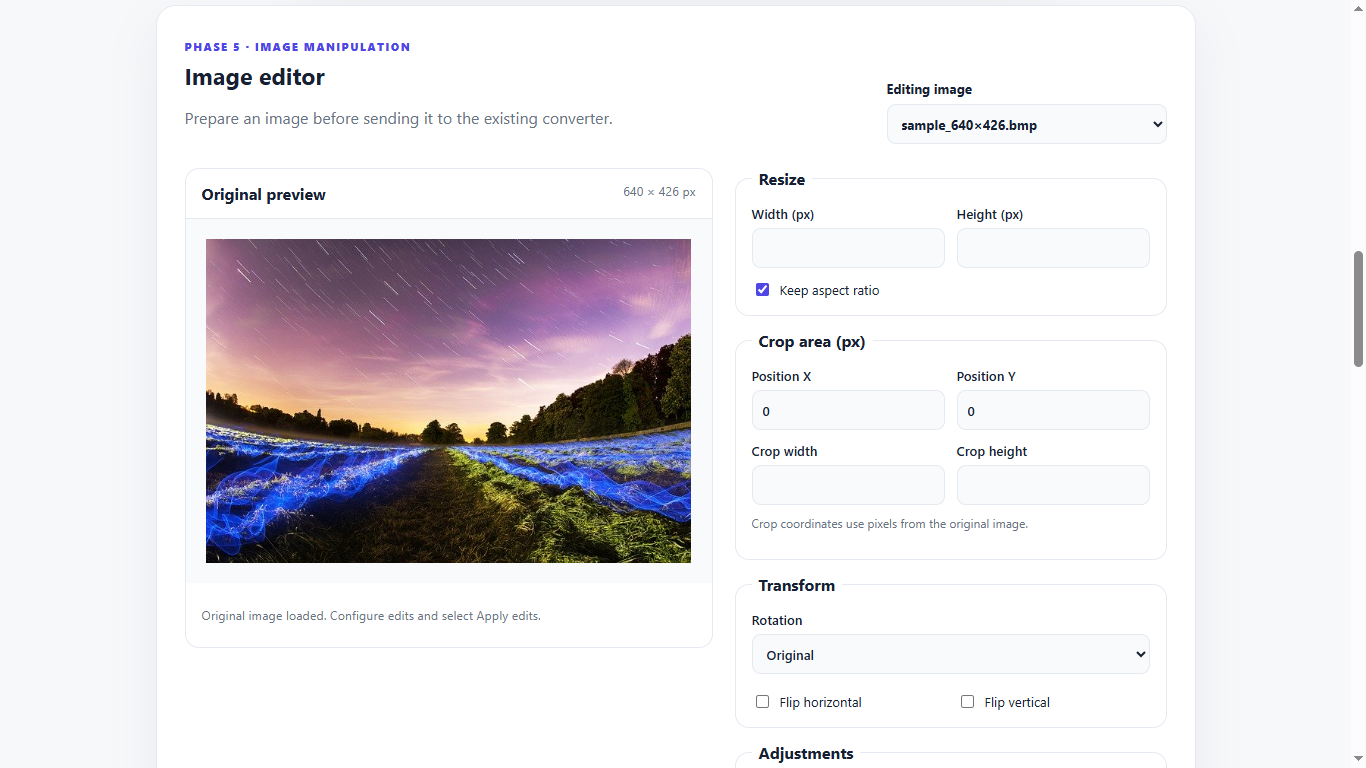 PHASE 5 · IMAGE MANIPULATION
Image editor
Prepare an image before sending it to the existing converter.
Editing image
sample_640×426.bmp
Original preview
640 × 426 px
Original image loaded. Configure edits and select Apply edits.
Resize
Width (px)
Height (px)
Keep aspect ratio
Crop area (px)
Position X
Position Y
0
0
Crop width
Crop height
Crop coordinates use pixels from the original image.
Transform
Rotation
Original
Flip horizontal
Flip vertical
Adjustments